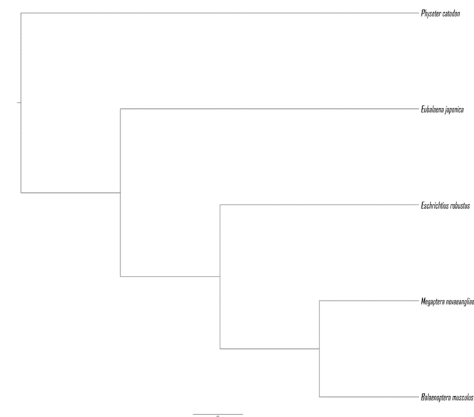 Physeter catodon
Eubalaena japonica
Eschrichtius robustus
Megaptera novaeangliae
Balaenoptera musculus